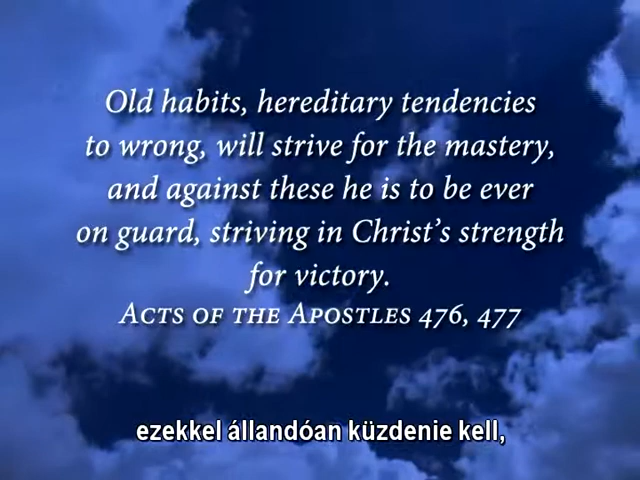 Old habits, hereditary tendencies
to wrong, will strive for the mastery,
and against these he is to be ever
on guard, striving in Christ's strength
for victory.
ACTS OF THE APOSTLES 476, 477
ezekkel állandóan küzdenie kell,